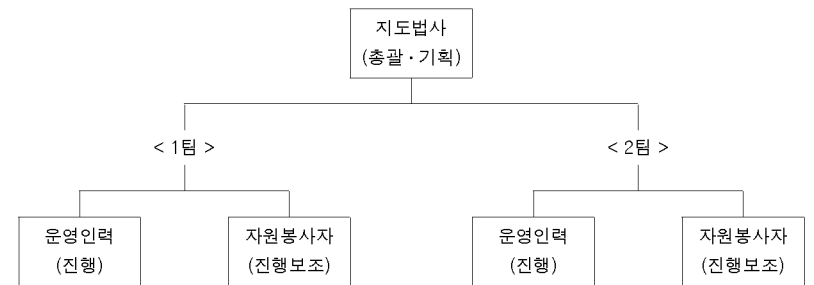 지도법사
(총괄·기획)
< 1팀 >
< 2팀 >
운영인력
(진행)
자원봉사자
(진행보조)
운영인력
(진행)
자원봉사자
(진행보조)